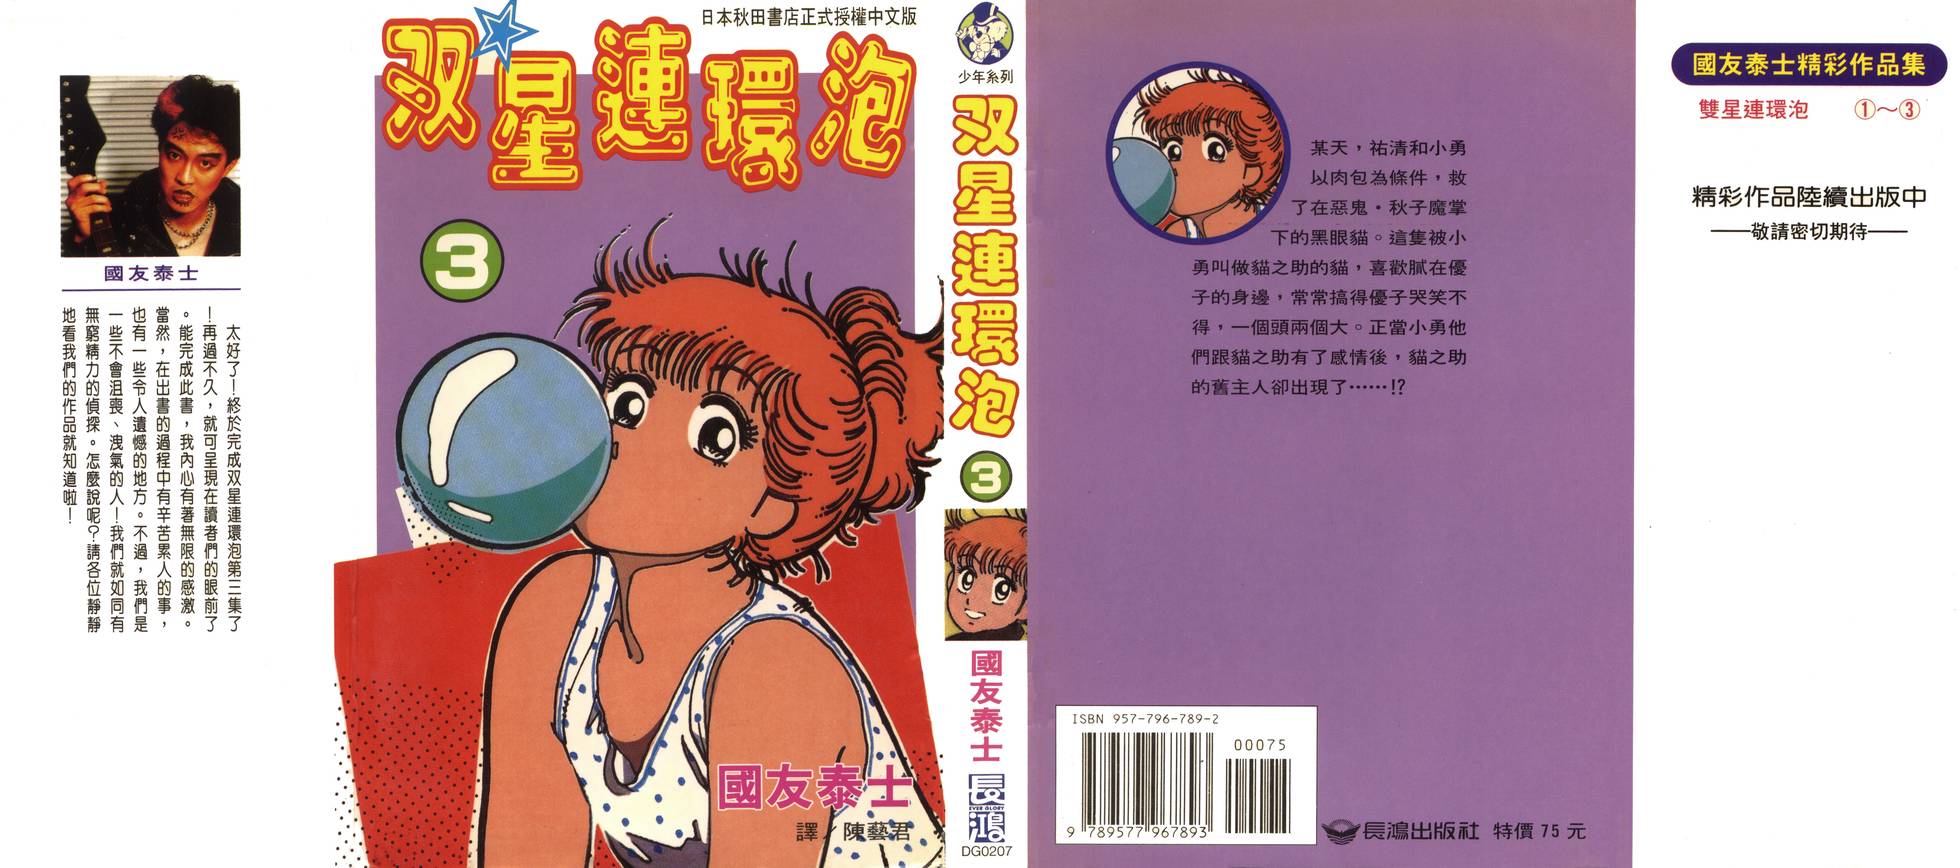 國友泰士
太好了！終於完成双星連環泡第三集了
！再過不久，就可呈現在讀者們的眼前了
。能完成此書，我內心有著無限的感激。
當然，在出書的過程中有辛苦累人的事，
也有一些令人遺憾的地方。不過，我們是
一些不會沮喪、洩氣的人！我們就如同有
無窮精力的偵探。怎麼說呢？請各位靜靜
地看我們的作品就知道啦！
日本秋田書店正式授權中文版
双星連環泡
3
國友泰士
譯／陳藝君
少年系列
双星連環泡
3
國友泰士
長鴻
EVER GLORY
DG0207
某天，祐清和小勇
以肉包為條件，救
了在惡鬼・秋子魔掌
下的黑眼貓。這隻被小
勇叫做貓之助的貓，喜歡膩在優
子的身邊，常常搞得優子哭笑不
得，一個頭兩個大。正當小勇他
們跟貓之助有了感情後，貓之助
的舊主人卻出現了……!?
ISBN 957-796-789-2
00075
9 789577 967893
長鴻出版社 特價 75 元
國友泰士精彩作品集
雙星連環泡 ①～③
精彩作品陸續出版中
——敬請密切期待——